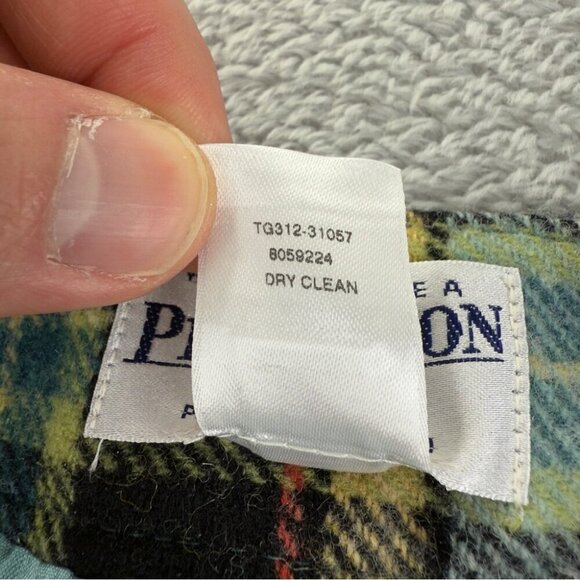 TG312-31057
8059224
DRY CLEAN
E A
P ON
P